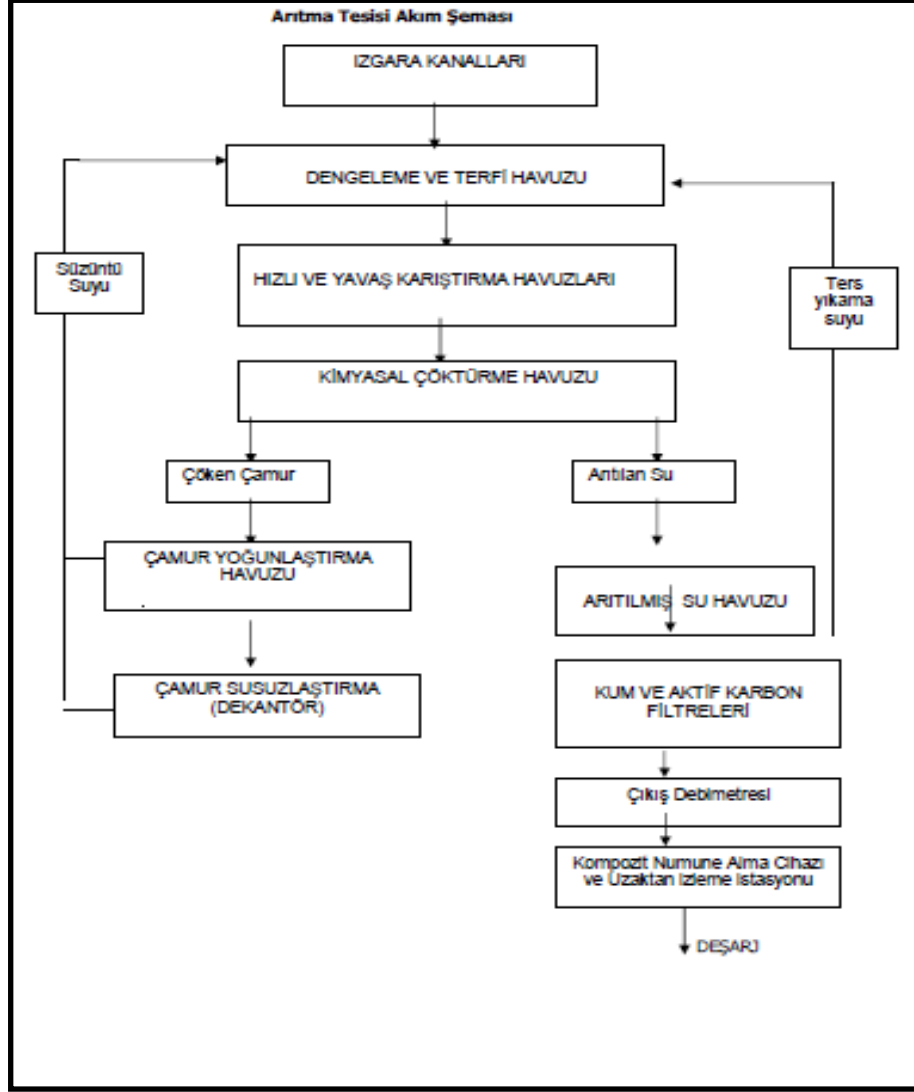 Arıtma Tesisi Akım Şeması
IZGARA KANALLARI
DENGELEME VE TERFİ HAVUZU
Süzüntü
Suyu
HIZLI VE YAVAŞ KARIŞTIRMA HAVUZLARI
Ters
yıkama
suyu
KİMYASAL ÇÖKTÜRME HAVUZU
Çöken Çamur
Arıtılan Su
ÇAMUR YOĞUNLAŞTIRMA
HAVUZU
.
ARITILMIŞ SU HAVUZU
ÇAMUR SUSUZLAŞTIRMA
(DEKANTÖR)
KUM VE AKTİF KARBON
FİLTRELERİ
Çıkış Debimetresi
Kompozit Numune Alma Cihazı
ve Uzaktan Izleme Istasyonu
DEŞARJ